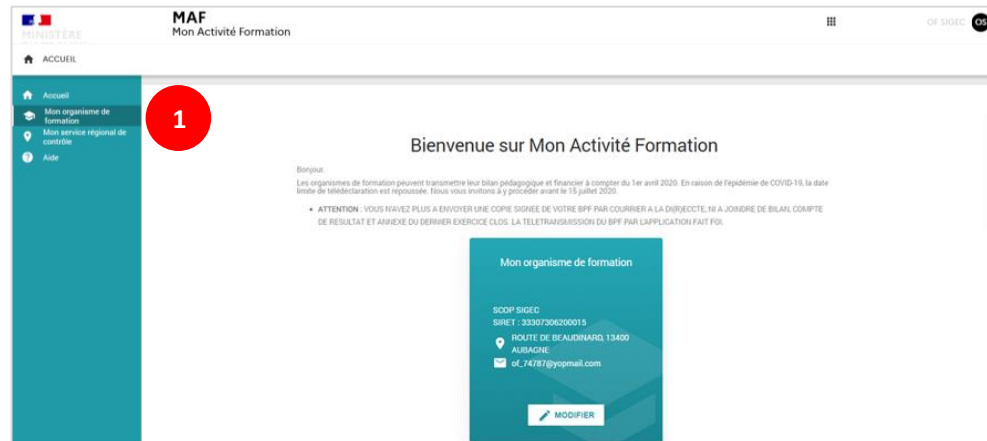 MINISTÈRE
MAF
Mon Activité Formation
OF SIGEC
OS
ACCUEIL
Accueil
Mon organisme de
formation
Mon service régional de
contrôle
Aide
1
Bienvenue sur Mon Activité Formation
Bonjour
Les organismes de formation peuvent transmettre leur bilan pédagogique et financier à compter du 1er avril 2020. En raison de l'épidémie de COVID-19, la date
limite de télédéclaration est repoussée. Nous vous invitons à y procéder avant le 15 juillet 2020.
• ATTENTION : VOUS N'AVEZ PLUS A ENVOYER UNE COPIE SIGNÉE DE VOTRE BPF PAR COURRIER A LA DI(R)ECCTE, NI A JOINDRE DE BILAN, COMPTE
DE RESULTAT ET ANNEXE DU DERNIER EXERCICE CLOS. LA TELETRANSMISSION DU BPF PAR L'APPLICATION FAIT FOI.
Mon organisme de formation
SCOP SIGEC
SIRET : 33307306200015
ROUTE DE BEAUDINARD, 13400
AUBAGNE
of_74787@yopmail.com
MODIFIER